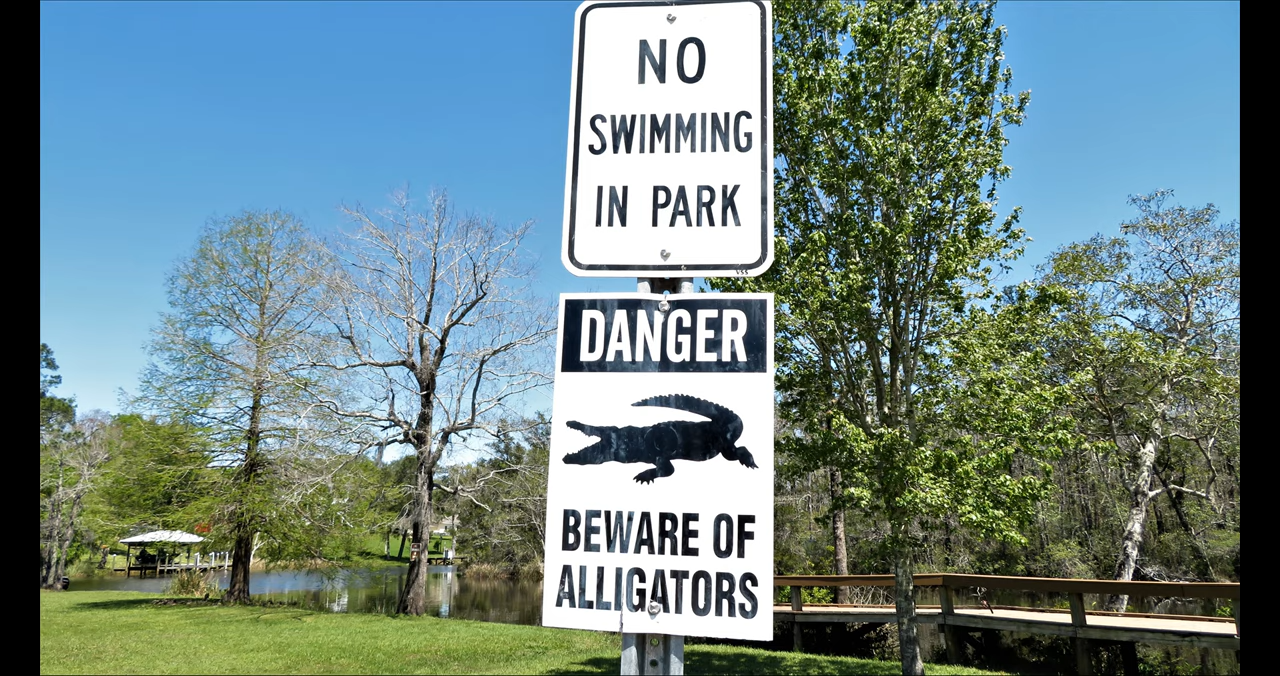 NO
SWIMMING
IN PARK
DANGER
BEWARE OF
ALLIGATORS